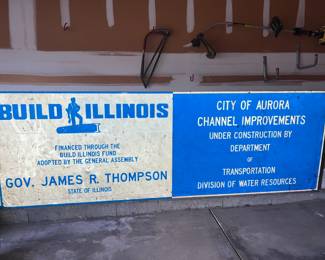 BUILD ILLINOIS
FINANCED THROUGH THE
BUILD ILLINOIS FUND
ADOPTED BY THE GENERAL ASSEMBLY
GOV. JAMES R. THOMPSON
STATE OF ILLINOIS
CITY OF AURORA
CHANNEL IMPROVEMENTS
UNDER CONSTRUCTION BY
DEPARTMENT
OF
TRANSPORTATION
DIVISION OF WATER RESOURCES